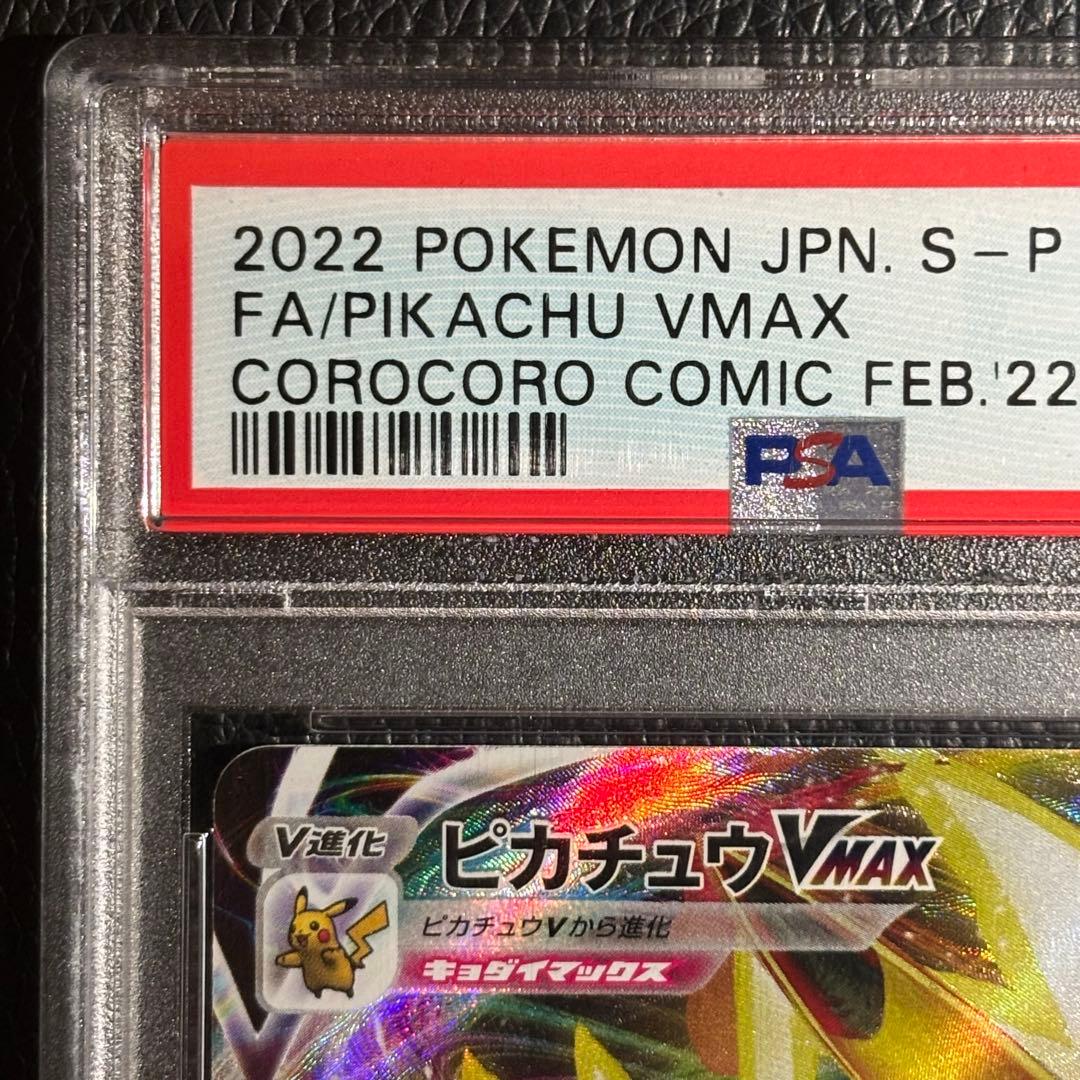 2022 POKEMON JPN. S-P
FA/PIKACHU VMAX
COROCORO COMIC FEB.'22
PSA
V進化
ピカチュウVMAX
ピカチュウVから進化
キョダイマックス